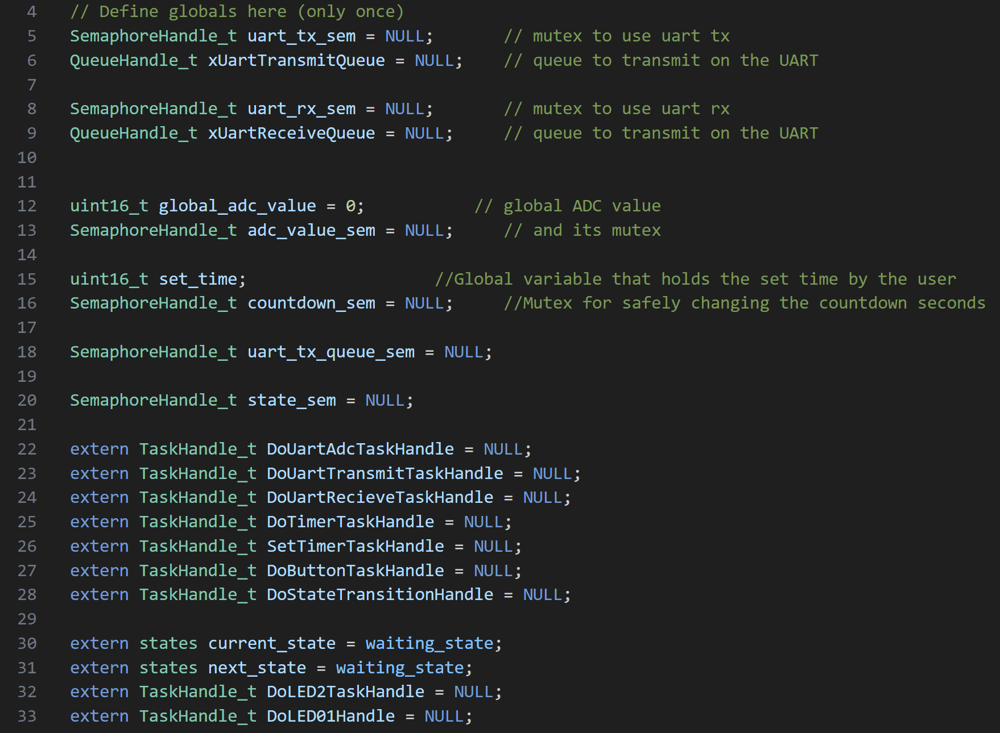 4 // Define globals here (only once)
5 SemaphoreHandle_t uart_tx_sem = NULL; // mutex to use uart tx
6 QueueHandle_t xUartTransmitQueue = NULL; // queue to transmit on the UART
7
8 SemaphoreHandle_t uart_rx_sem = NULL; // mutex to use uart rx
9 QueueHandle_t xUartReceiveQueue = NULL; // queue to transmit on the UART
10
11
12 uint16_t global_adc_value = 0; // global ADC value
13 SemaphoreHandle_t adc_value_sem = NULL; // and its mutex
14
15 uint16_t set_time; //Global variable that holds the set time by the user
16 SemaphoreHandle_t countdown_sem = NULL; //Mutex for safely changing the countdown seconds
17
18 SemaphoreHandle_t uart_tx_queue_sem = NULL;
19
20 SemaphoreHandle_t state_sem = NULL;
21
22 extern TaskHandle_t DoUartAdcTaskHandle = NULL;
23 extern TaskHandle_t DoUartTransmitTaskHandle = NULL;
24 extern TaskHandle_t DoUartRecieveTaskHandle = NULL;
25 extern TaskHandle_t DoTimerTaskHandle = NULL;
26 extern TaskHandle_t SetTimerTaskHandle = NULL;
27 extern TaskHandle_t DoButtonTaskHandle = NULL;
28 extern TaskHandle_t DoStateTransitionHandle = NULL;
29
30 extern states current_state = waiting_state;
31 extern states next_state = waiting_state;
32 extern TaskHandle_t DoLED2TaskHandle = NULL;
33 extern TaskHandle_t DoLED01Handle = NULL;